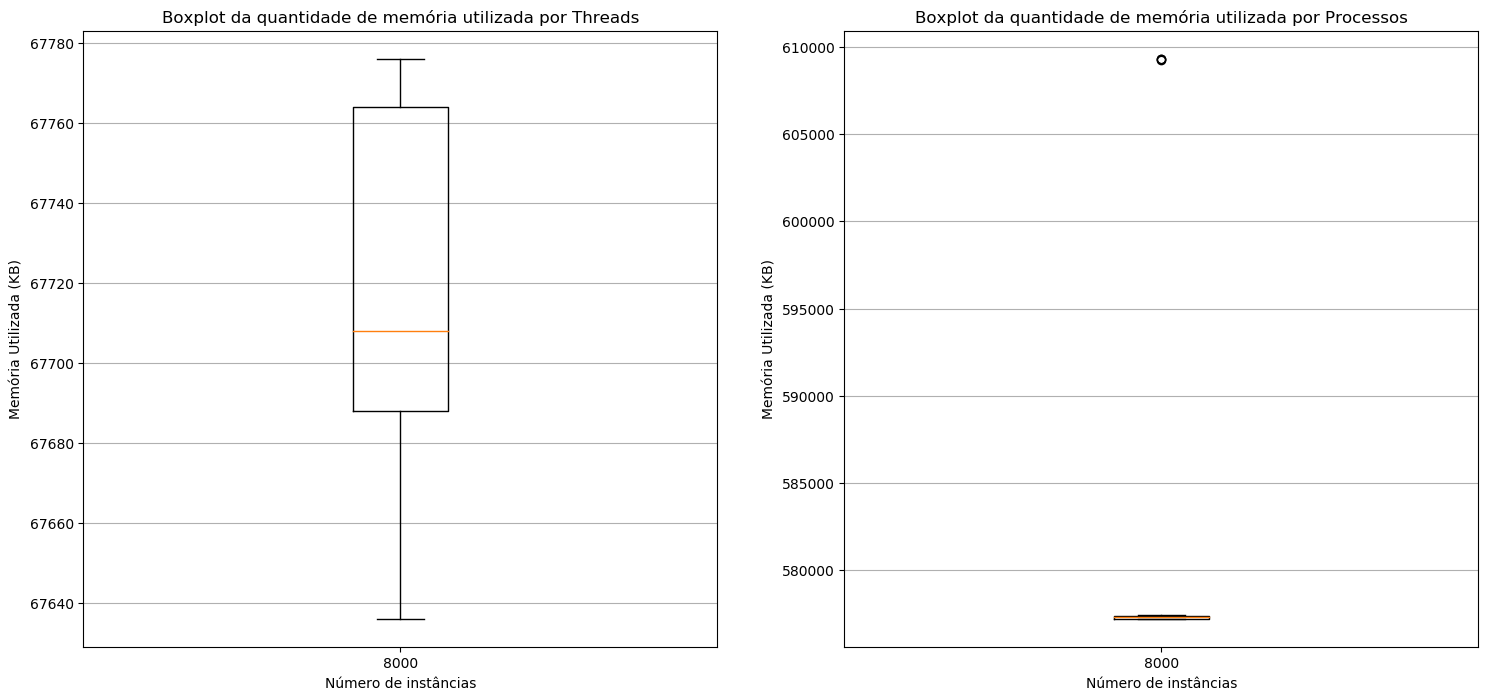 Boxplot da quantidade de memória utilizada por Threads
Memória Utilizada (KB)
67780
67760
67740
67720
67700
67680
67660
67640
8000
Número de instâncias
Boxplot da quantidade de memória utilizada por Processos
Memória Utilizada (KB)
610000
605000
600000
595000
590000
585000
580000
8000
Número de instâncias